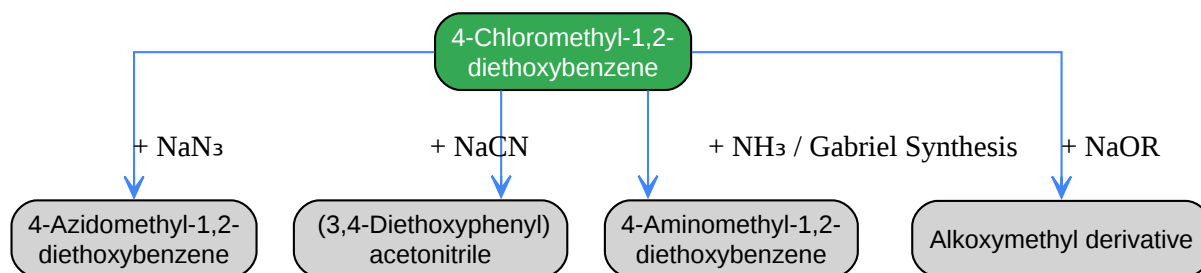 4-Chloromethyl-1,2-
diethoxybenzene
+ NaN₃
+ NaCN
+ NH₃ / Gabriel Synthesis
+ NaOR
4-Azidomethyl-1,2-
diethoxybenzene
(3,4-Diethoxyphenyl)
acetonitrile
4-Aminomethyl-1,2-
diethoxybenzene
Alkoxymethyl derivative